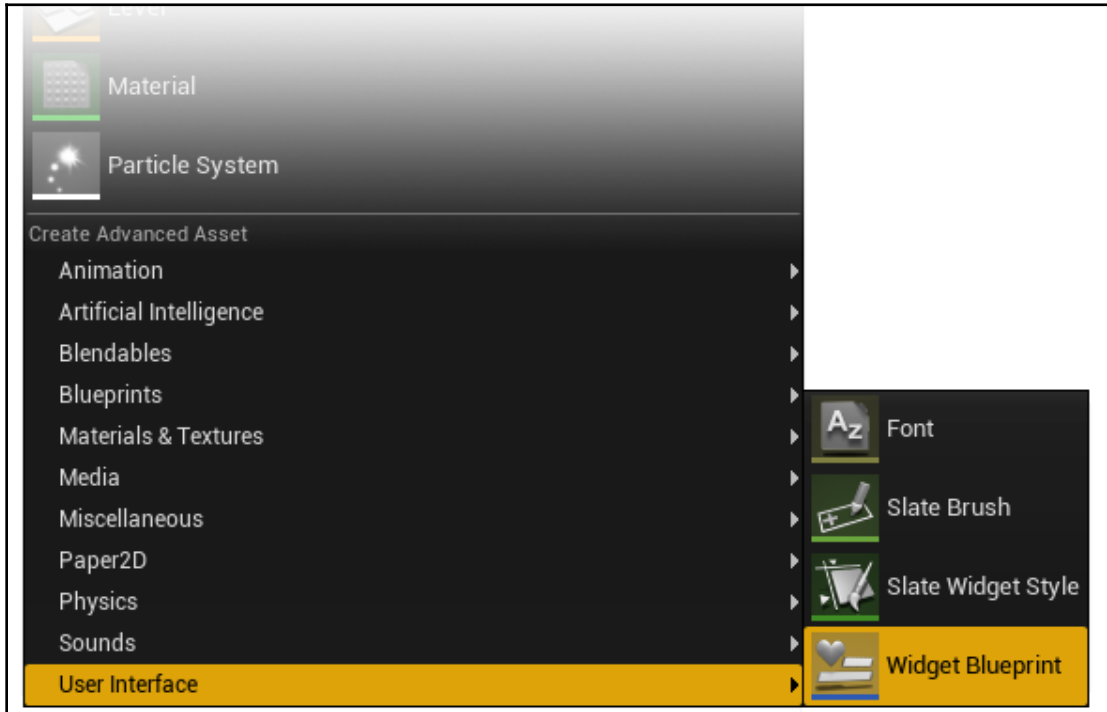 Level
Material
Particle System
Create Advanced Asset
Animation
Artificial Intelligence
Blendables
Blueprints
Materials & Textures
Media
Miscellaneous
Paper2D
Physics
Sounds
User Interface
Font
Slate Brush
Slate Widget Style
Widget Blueprint